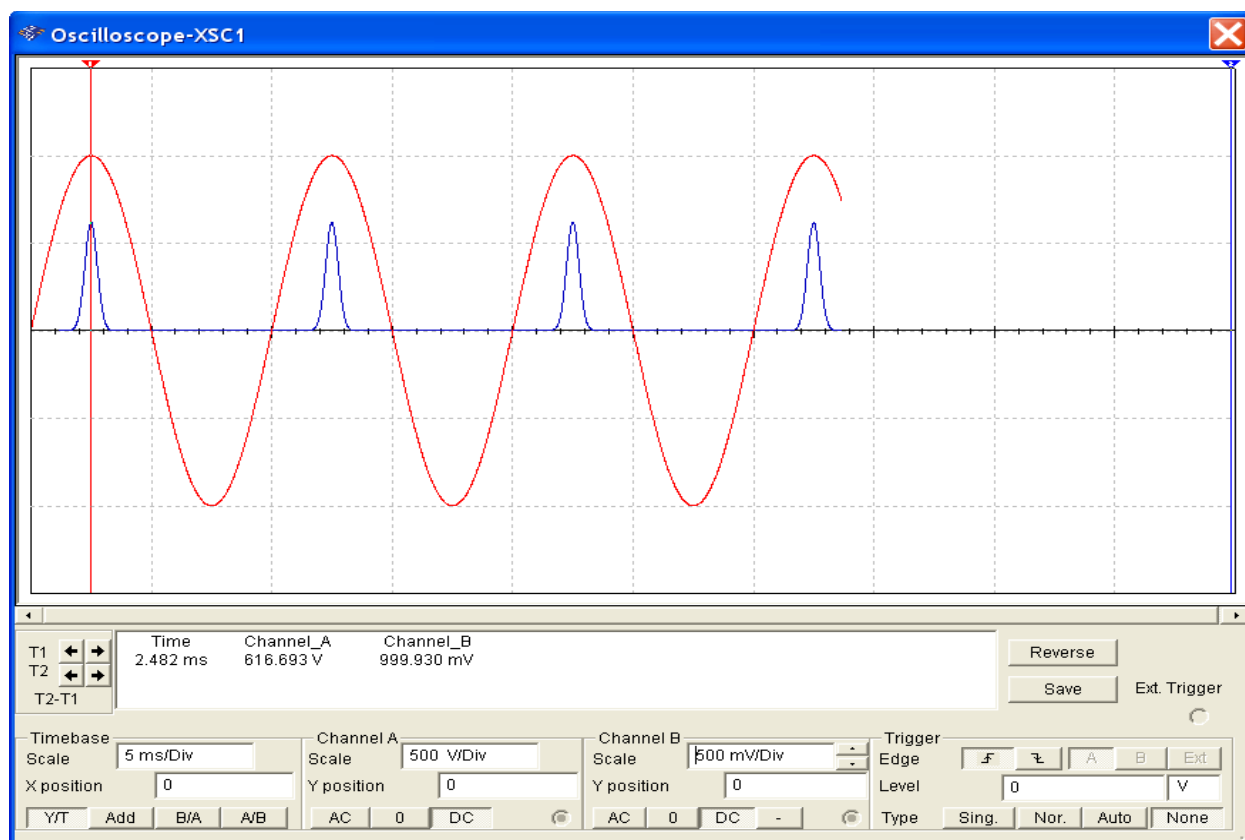 Oscilloscope-XSC1
T1
T2
T2-T1
Time Channel_A Channel_B
2.482 ms 616.693 V 999.930 mV
Reverse
Save
Ext. Trigger
Timebase
Scale 5 ms/Div
X position 0
Y/T Add B/A A/B
Channel A
Scale 500 V/Div
Y position 0
AC 0 DC
Channel B
Scale 500 mV/Div
Y position 0
AC 0 DC -
Trigger
Edge A B Ext
Level 0 V
Type Sing. Nor. Auto None